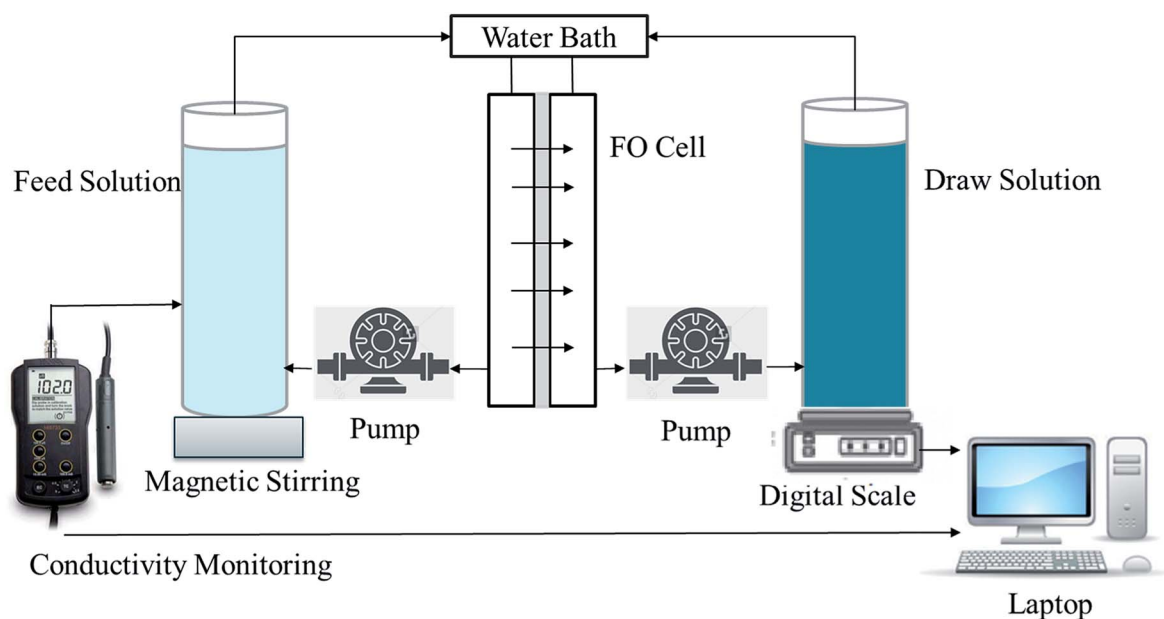 Water Bath
FO Cell
Feed Solution
Draw Solution
102.0
Pump
Pump
Magnetic Stirring
Digital Scale
Conductivity Monitoring
Laptop